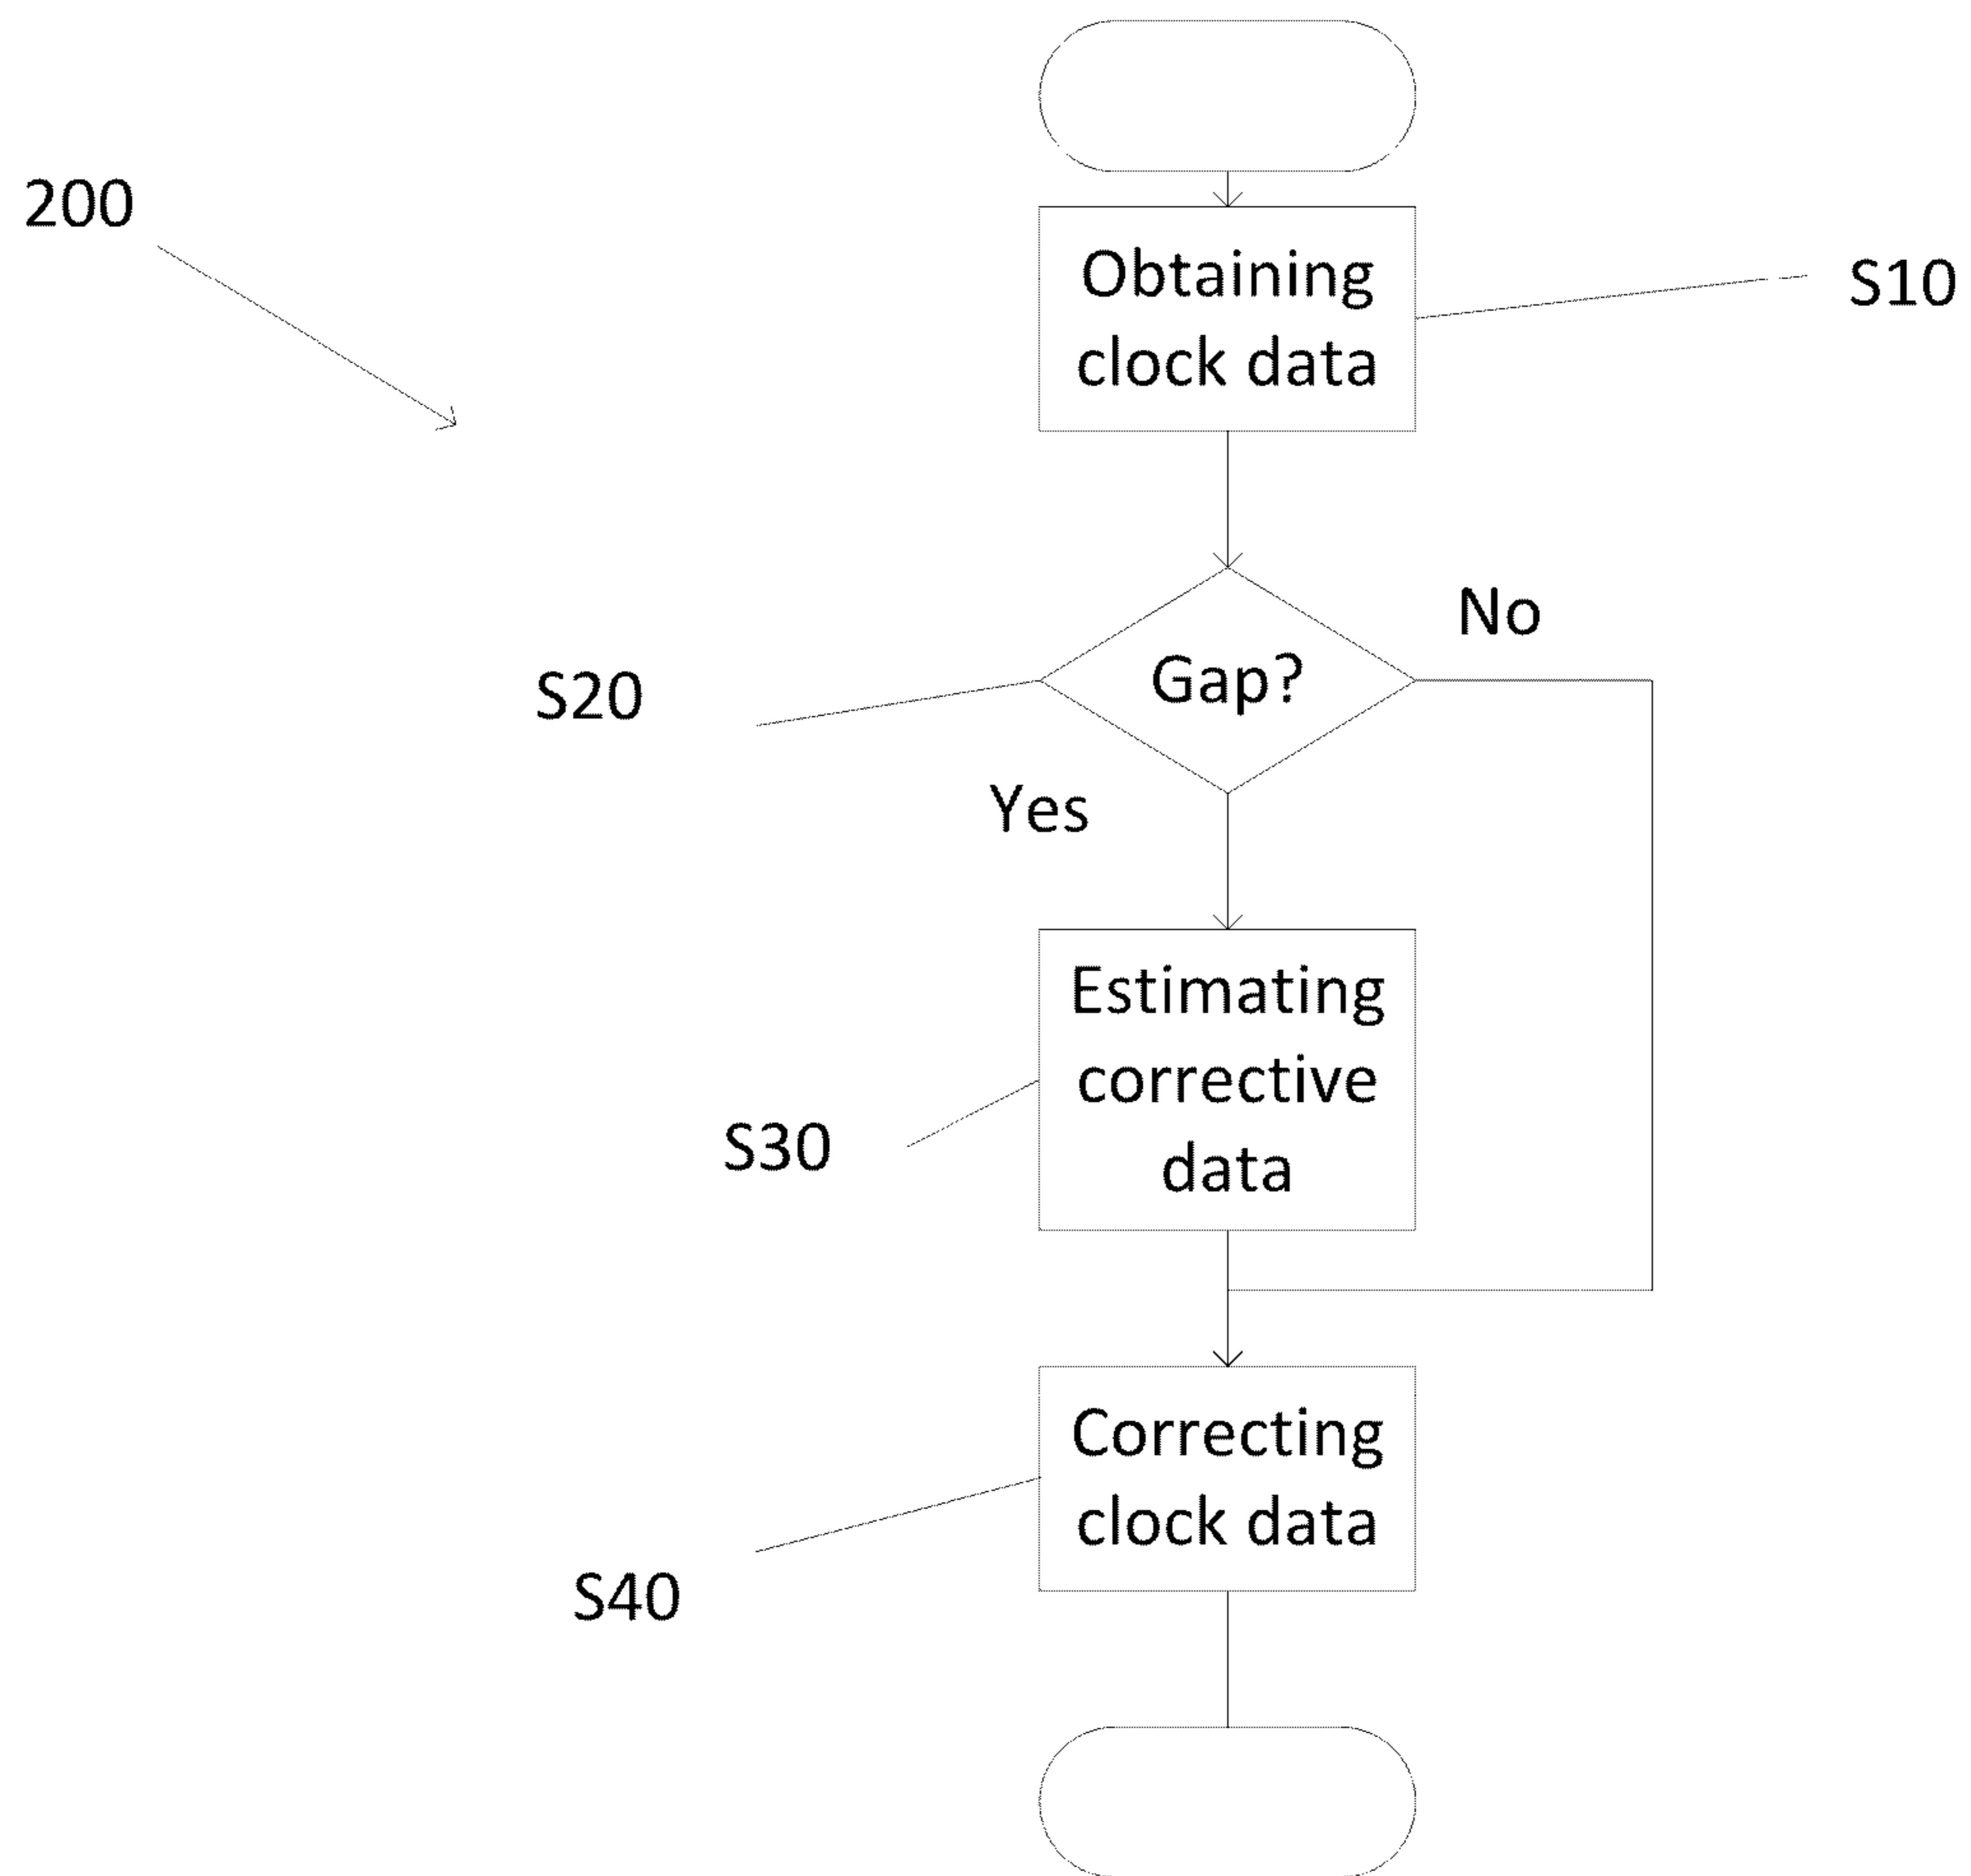 200
Obtaining
clock data
S10
No
Gap?
S20
Yes
Estimating
corrective
data
S30
Correcting
clock data
S40